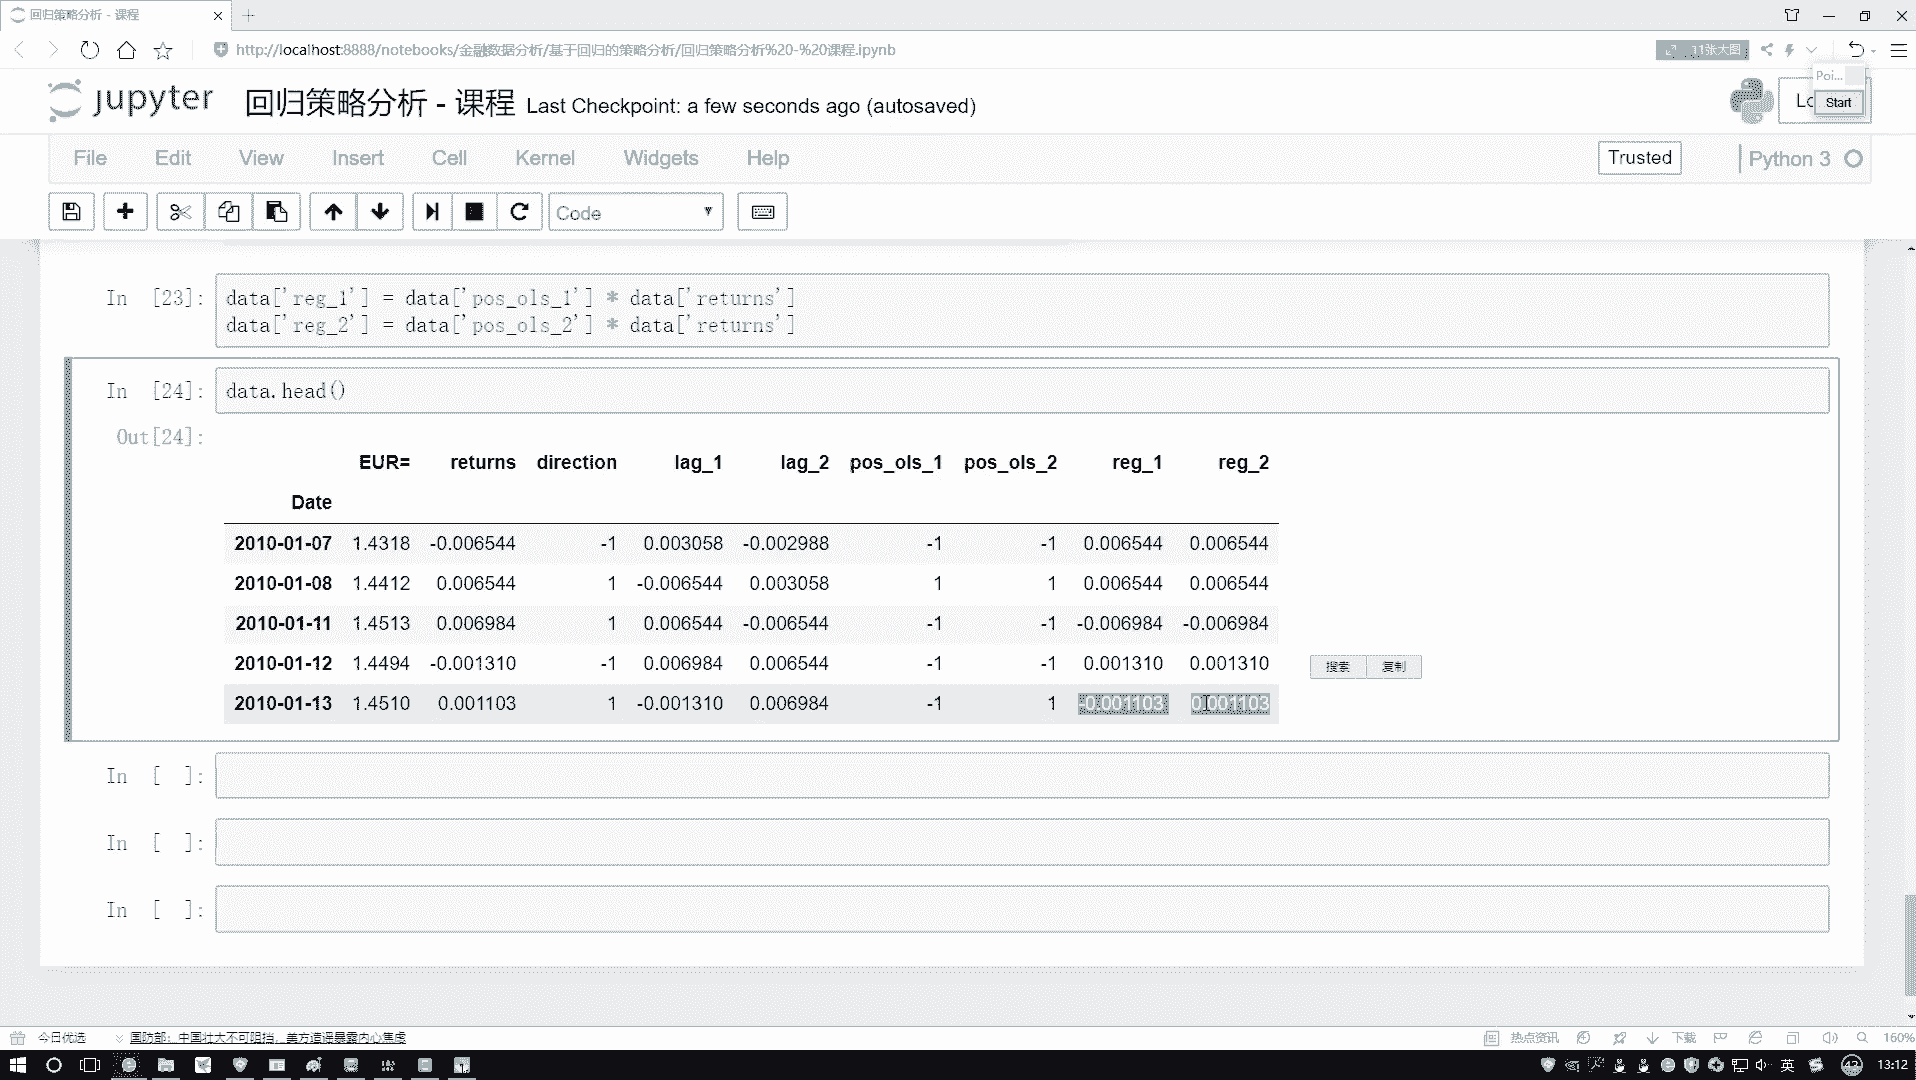 回归策略分析 - 课程
http://localhost:8888/notebooks/金融数据分析/基于回归的策略分析/回归策略分析%20-%20课程.ipynb
11张大图
Poi...
Start
jupyter 回归策略分析 - 课程 Last Checkpoint: a few seconds ago (autosaved)
File Edit View Insert Cell Kernel Widgets Help
Trusted
Python 3
Code
In [23]: data['reg_1'] = data['pos_ols_1'] * data['returns']
data['reg_2'] = data['pos_ols_2'] * data['returns']
In [24]: data.head()
Out[24]:
EUR= returns direction lag_1 lag_2 pos_ols_1 pos_ols_2 reg_1 reg_2
Date
2010-01-07 1.4318 -0.006544 -1 0.003058 -0.002988 -1 -1 0.006544 0.006544
2010-01-08 1.4412 0.006544 1 -0.006544 0.003058 1 1 0.006544 0.006544
2010-01-11 1.4513 0.006984 1 0.006544 -0.006544 -1 -1 -0.006984 -0.006984
2010-01-12 1.4494 -0.001310 -1 0.006984 0.006544 -1 -1 0.001310 0.001310
2010-01-13 1.4510 0.001103 1 -0.001310 0.006984 -1 1 -0.001103 0.001103
搜索 复制
In [ ]:
In [ ]:
In [ ]:
今日优选
国防部：中国壮大不可阻挡，美方造谣暴露内心焦虑
热点资讯
下载
160%
英
42
13:12